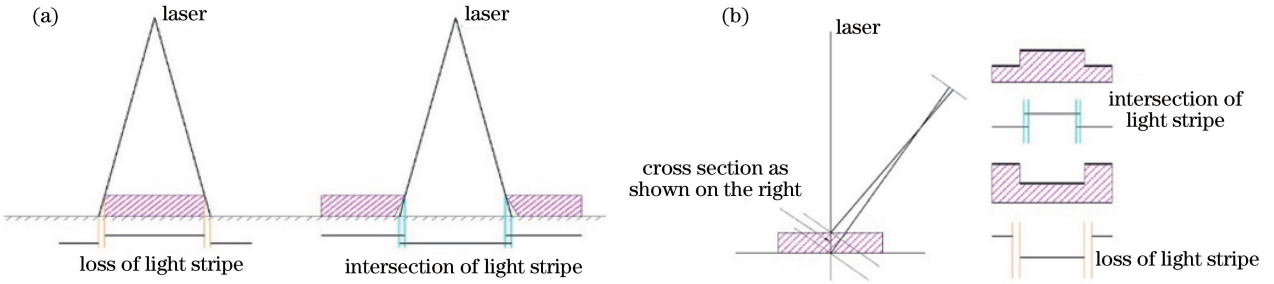 (a)
laser
laser
loss of light stripe
intersection of light stripe
(b)
laser
cross section as
shown on the right
intersection of
light stripe
loss of light stripe